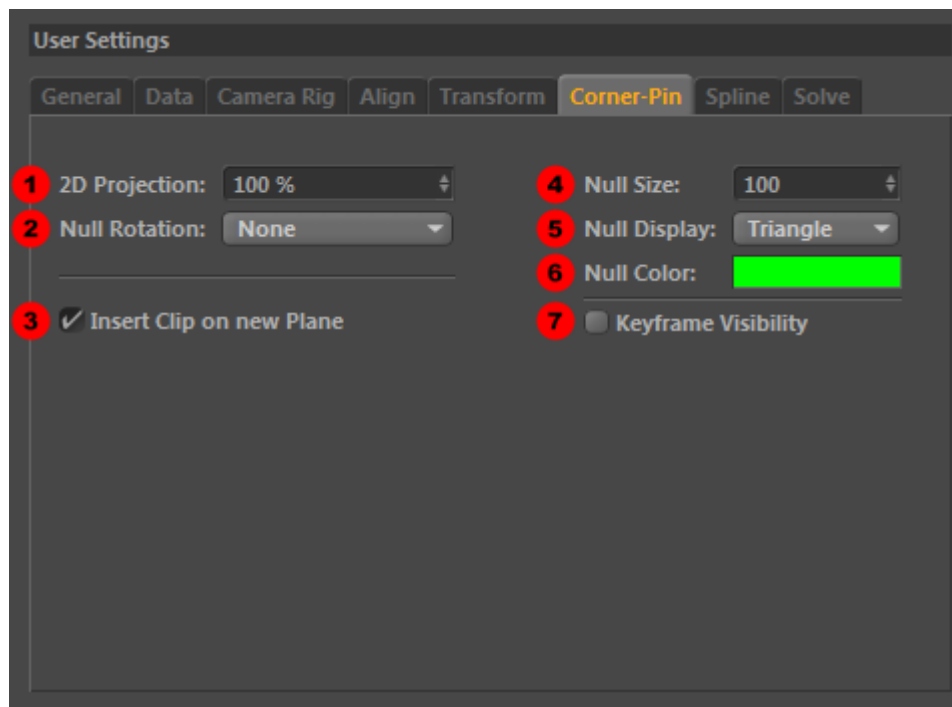 User Settings
General Data Camera Rig Align Transform Corner-Pin Spline Solve
1 2D Projection: 100 % 4 Null Size: 100
2 Null Rotation: None 5 Null Display: Triangle
6 Null Color:
3 Insert Clip on new Plane 7 Keyframe Visibility